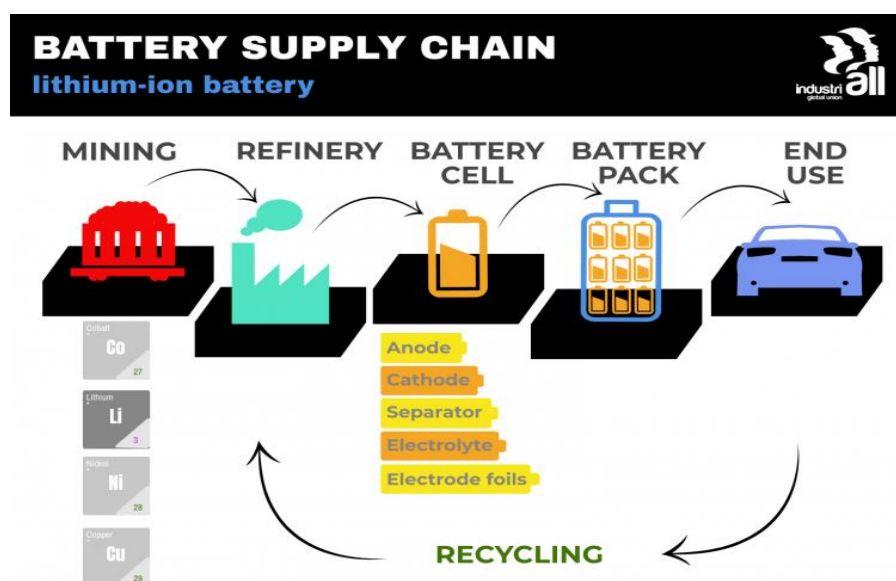 BATTERY SUPPLY CHAIN
lithium-ion battery
industri
all
global union
MINING
REFINERY
BATTERY
CELL
BATTERY
PACK
END
USE
Cobalt
Co
27
Lithium
Li
3
Nickel
Ni
28
Copper
Cu
29
Anode
Cathode
Separator
Electrolyte
Electrode foils
RECYCLING